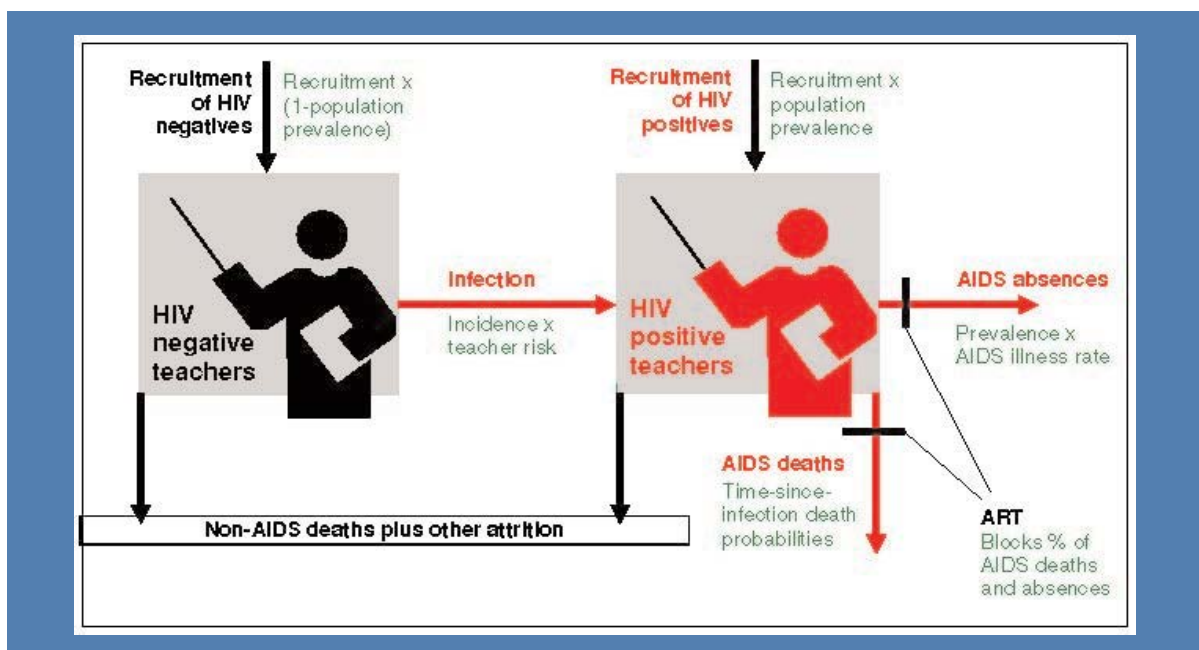 Recruitment
of HIV
negatives
Recruitment x
(1-population
prevalence)
Recruitment
of HIV
positives
Recruitment x
population
prevalence
HIV
negative
teachers
Infection
Incidence x
teacher risk
HIV
positive
teachers
AIDS absences
Prevalence x
AIDS illness rate
AIDS deaths
Time-since-
infection death
probabilities
Non-AIDS deaths plus other attrition
ART
Blocks % of
AIDS deaths
and absences